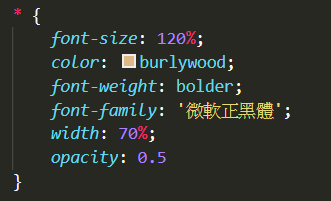 * {
font-size: 120%;
color: burlywood;
font-weight: bolder;
font-family: '微軟正黑體';
width: 70%;
opacity: 0.5
}